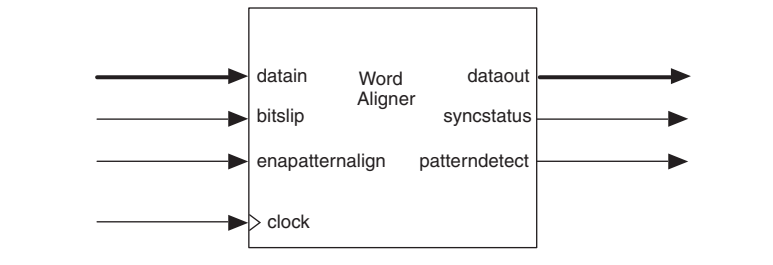 datain
Word
Aligner
dataout
bitslip
syncstatus
enapatternalign
patterndetect
clock